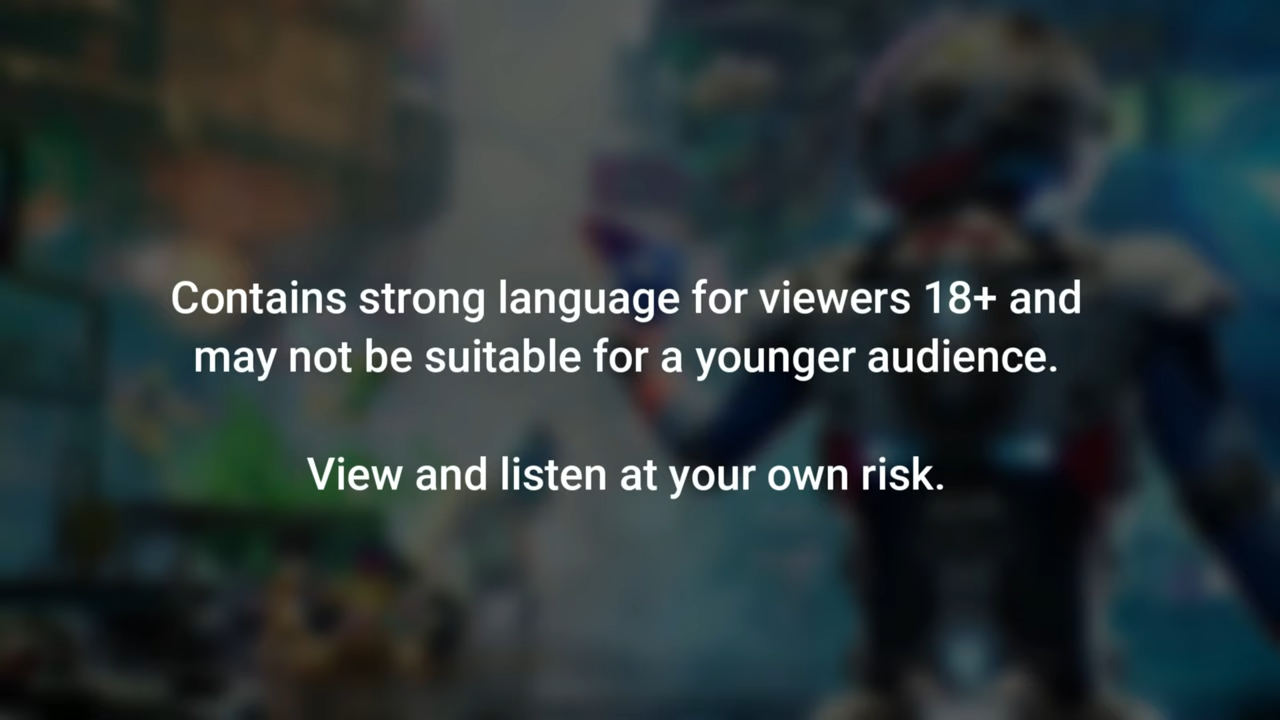 Contains strong language for viewers 18+ and
may not be suitable for a younger audience.
View and listen at your own risk.